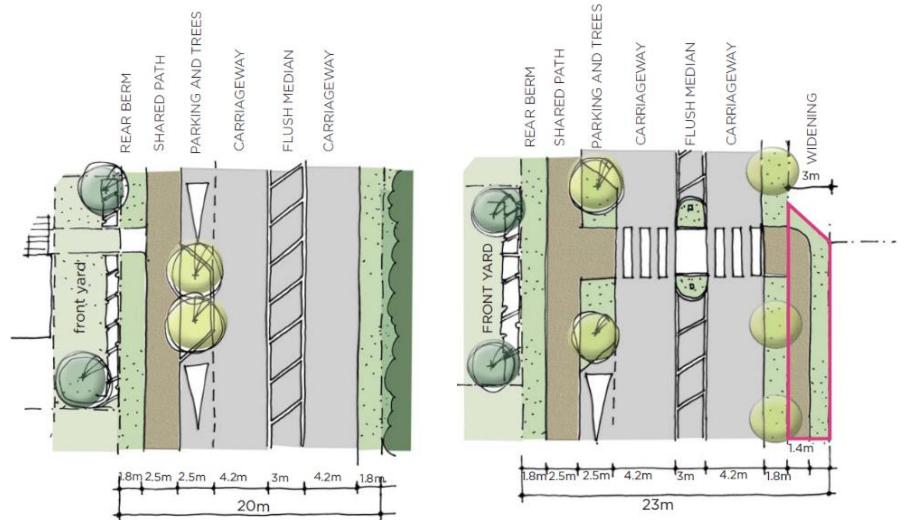 REAR BERM
SHARED PATH
PARKING AND TREES
CARRIAGEWAY
FLUSH MEDIAN
CARRIAGEWAY
front yard
1.8m 2.5m 2.5m 4.2m 3m 4.2m 1.8m
20m
REAR BERM
SHARED PATH
PARKING AND TREES
CARRIAGEWAY
FLUSH MEDIAN
CARRIAGEWAY
WIDENING
3m
FRONT YARD
1.4m
1.8m 2.5m 2.5m 4.2m 3m 4.2m 1.8m
23m